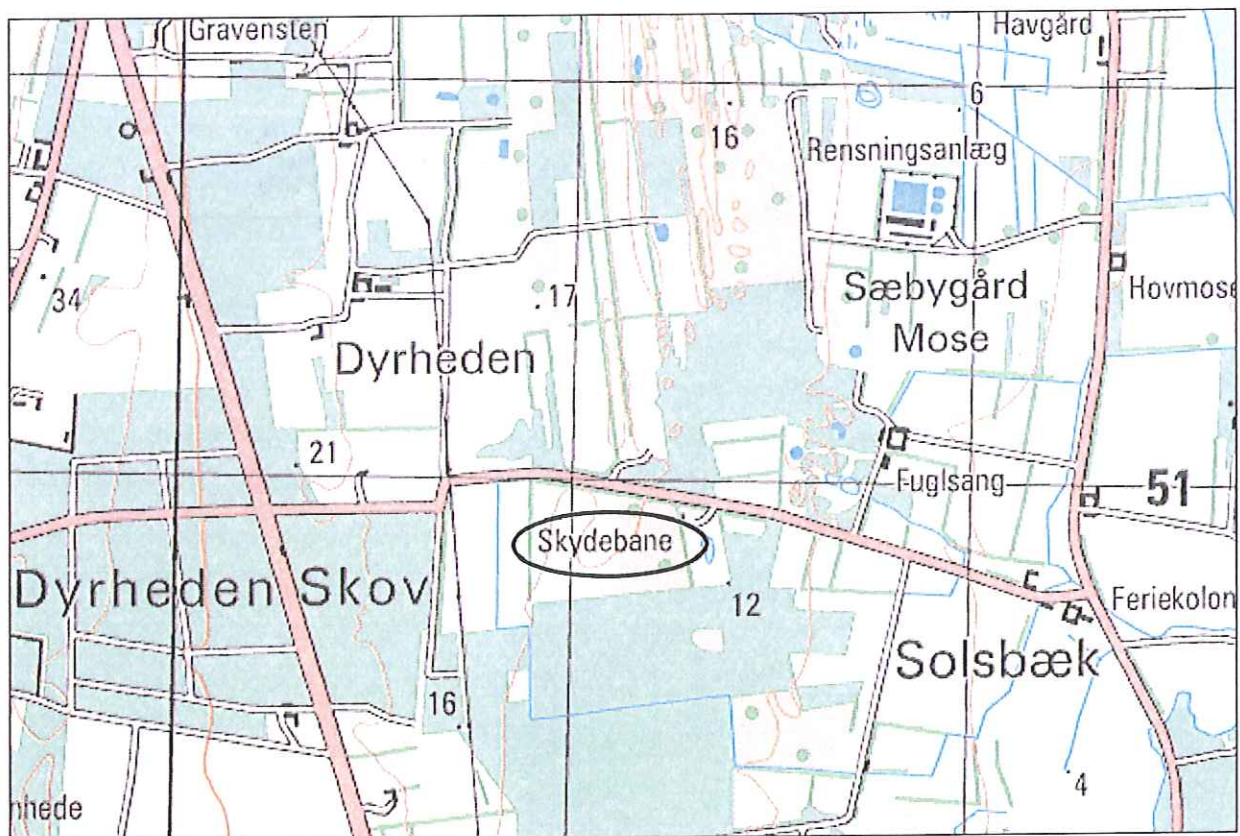 Gravensten
Havgård
6
16
Rensningsanlæg
34
17
Sæbygård
Mose
Hovmose
Dyrheden
21
Fuglsang
51
Skydebane
Dyrheden Skov
12
Feriekolon
Solsbæk
16
4
nhede